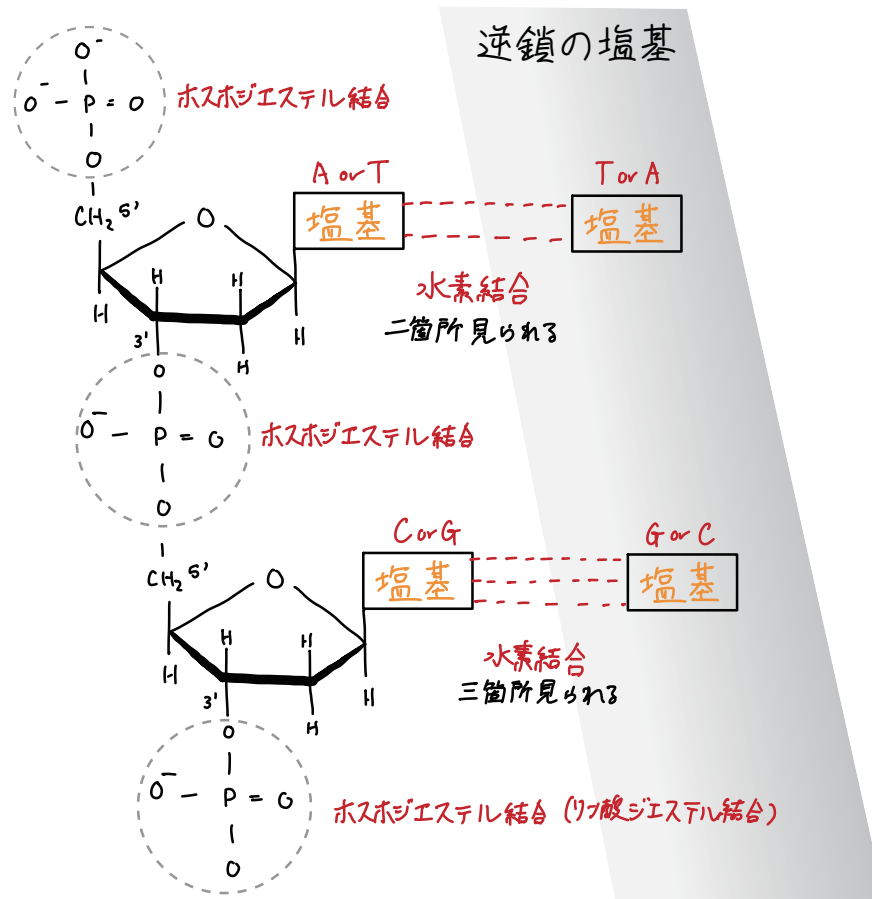 逆鎖の塩基
O-
O- - P = O
O
ホスホジエステル結合
CH2 5'
O
A or T
塩基
T or A
塩基
H
H
H
H
H
3'
水素結合
二箇所見られる
O
O- - P = O
O
ホスホジエステル結合
CH2 5'
O
C or G
塩基
G or C
塩基
H
H
H
H
H
3'
水素結合
三箇所見られる
O
O- - P = O
O
ホスホジエステル結合 (リン酸ジエステル結合)